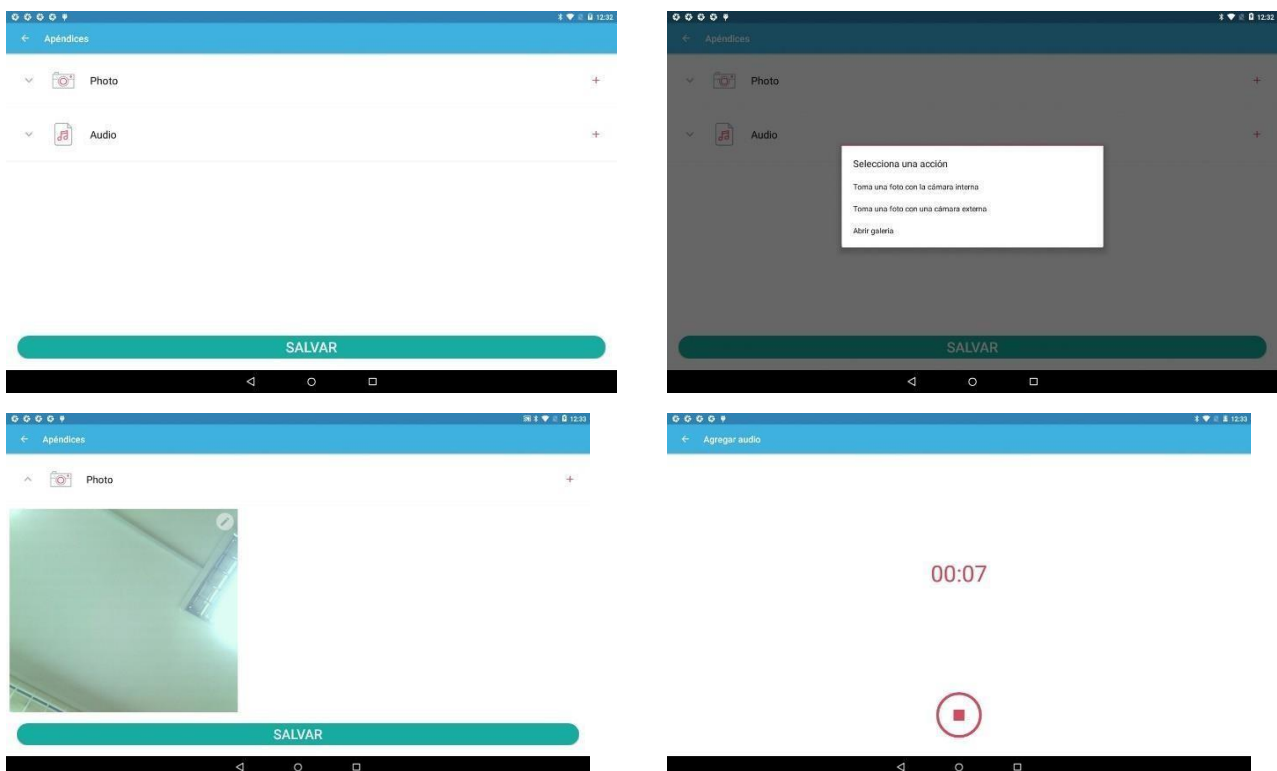 12:32
Apéndices
Photo
Audio
SALVAR
12:32
Apéndices
Photo
Audio
Selecciona una acción
Toma una foto con la cámara interna
Toma una foto con una cámara externa
Abrir galería
SALVAR
12:33
Apéndices
Photo
SALVAR
12:33
Agregar audio
00:07